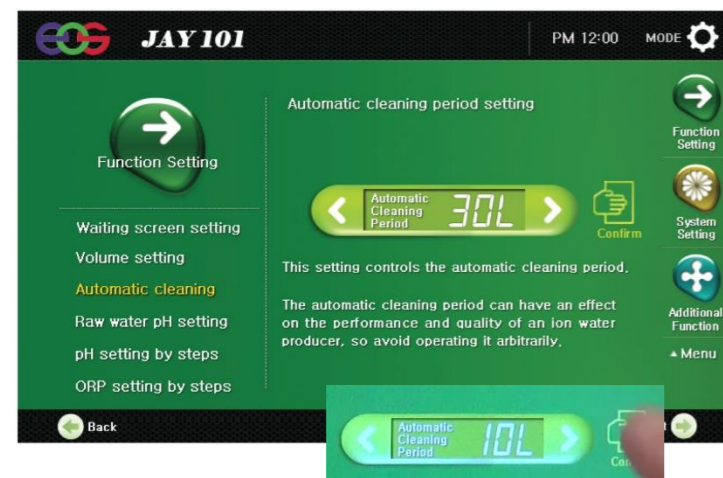 EOS JAY 101 PM 12:00 MODE
Function Setting
Waiting screen setting
Volume setting
Automatic cleaning
Raw water pH setting
pH setting by steps
ORP setting by steps
Automatic cleaning period setting
Automatic
Cleaning
Period
30L
Confirm
This setting controls the automatic cleaning period.
The automatic cleaning period can have an effect
on the performance and quality of an ion water
producer, so avoid operating it arbitrarily.
Function
Setting
System
Setting
Additional
Function
▲ Menu
Back
Automatic
Cleaning
Period
10L